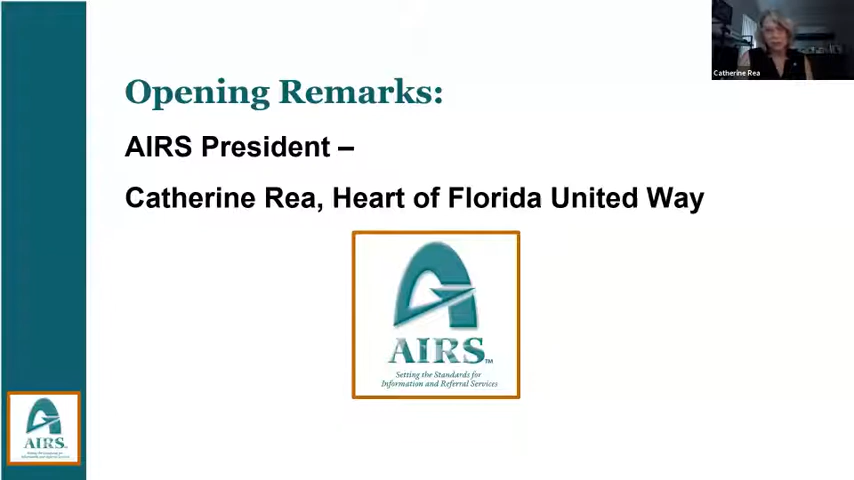 Catherine Rea
Opening Remarks:
AIRS President –
Catherine Rea, Heart of Florida United Way
AIRS™
Setting the Standards for
Information and Referral Services
AIRS